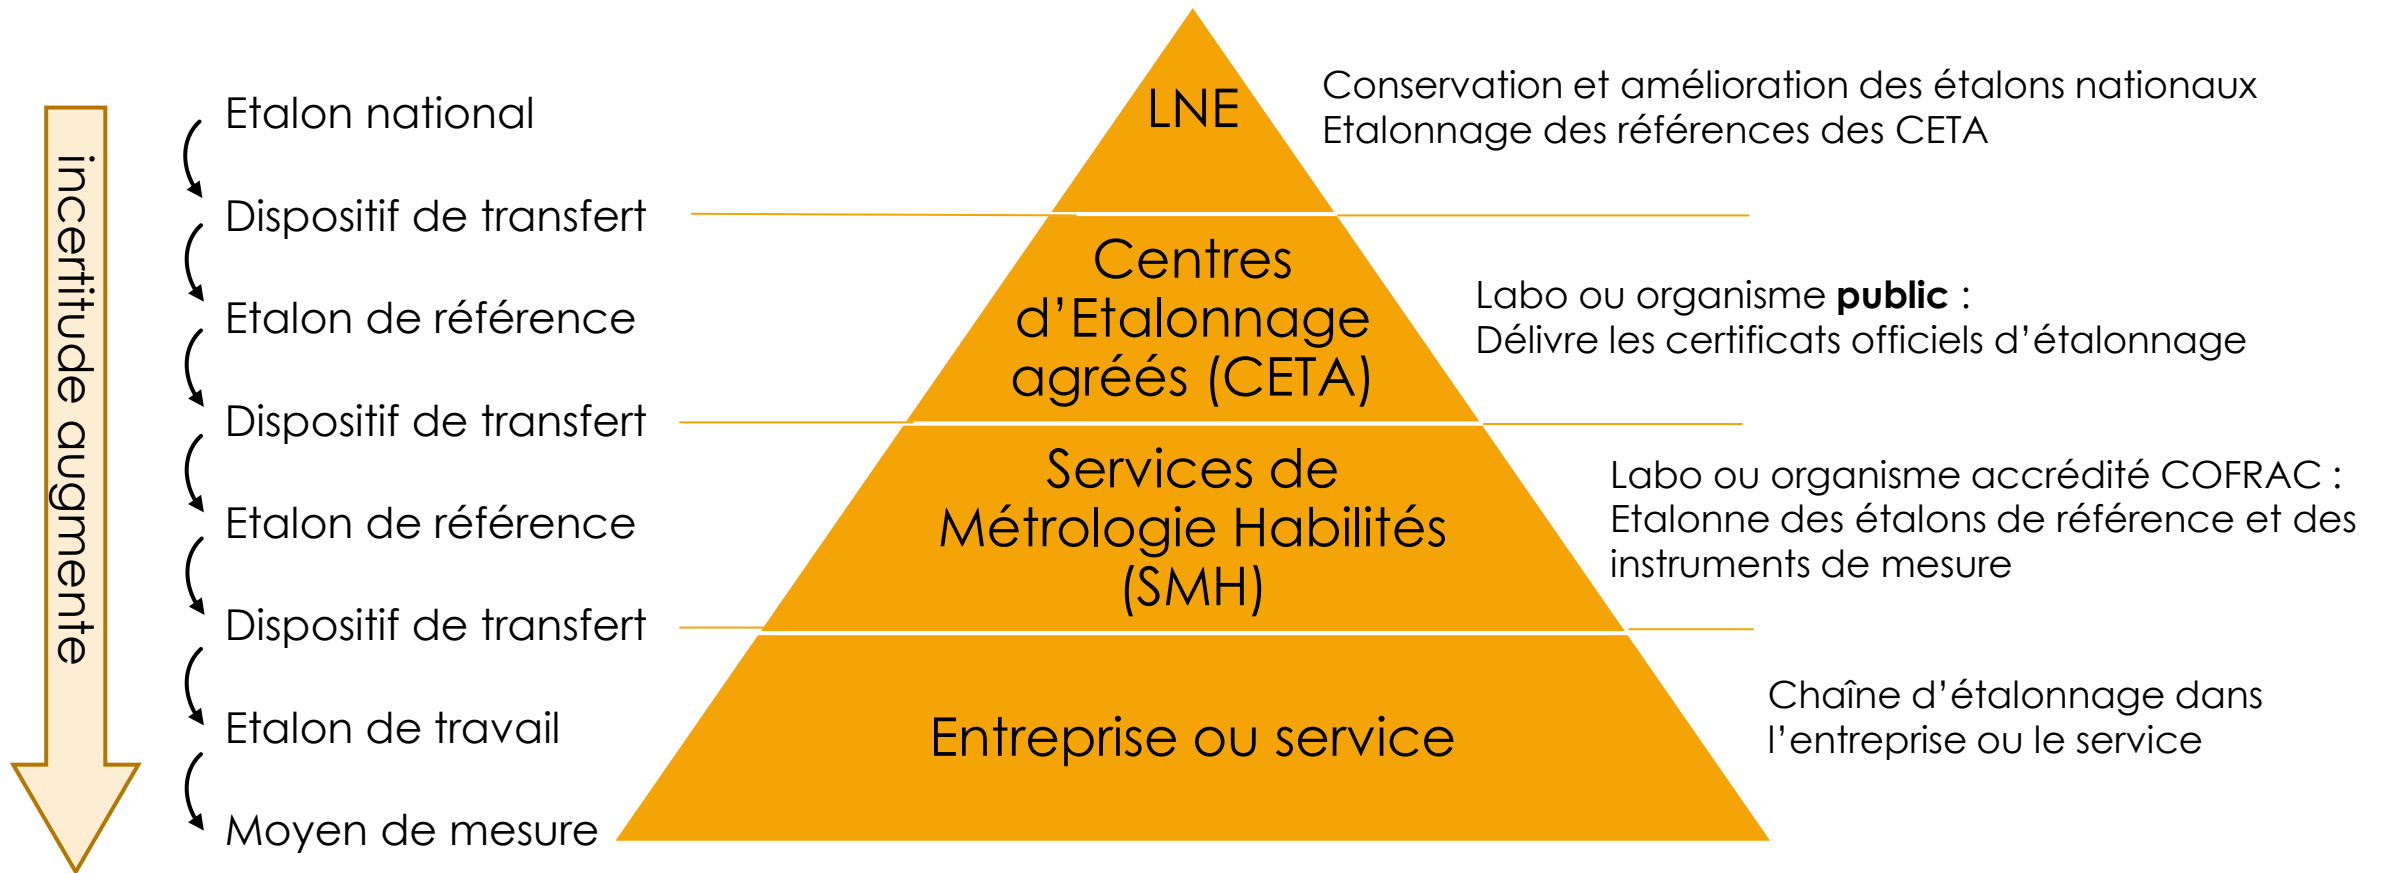 incertitude augmente
Etalon national
Dispositif de transfert
Etalon de référence
Dispositif de transfert
Etalon de référence
Dispositif de transfert
Etalon de travail
Moyen de mesure
LNE
Centres
d’Etalonnage
agréés (CETA)
Services de
Métrologie Habilités
(SMH)
Entreprise ou service
Conservation et amélioration des étalons nationaux
Etalonnage des références des CETA
Labo ou organisme public :
Délivre les certificats officiels d’étalonnage
Labo ou organisme accrédité COFRAC :
Etalonne des étalons de référence et des
instruments de mesure
Chaîne d’étalonnage dans
l’entreprise ou le service